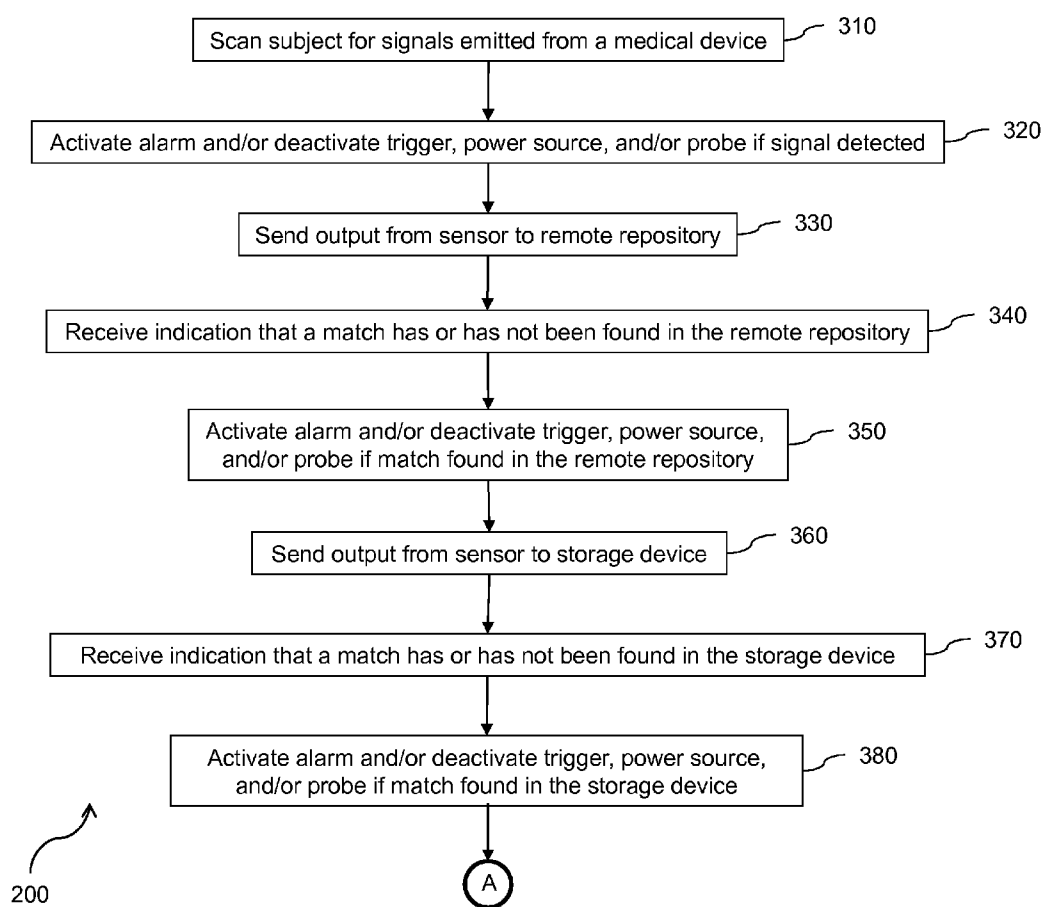 Scan subject for signals emitted from a medical device
310
Activate alarm and/or deactivate trigger, power source, and/or probe if signal detected
320
Send output from sensor to remote repository
330
Receive indication that a match has or has not been found in the remote repository
340
Activate alarm and/or deactivate trigger, power source,
and/or probe if match found in the remote repository
350
Send output from sensor to storage device
360
Receive indication that a match has or has not been found in the storage device
370
Activate alarm and/or deactivate trigger, power source,
and/or probe if match found in the storage device
380
A
200